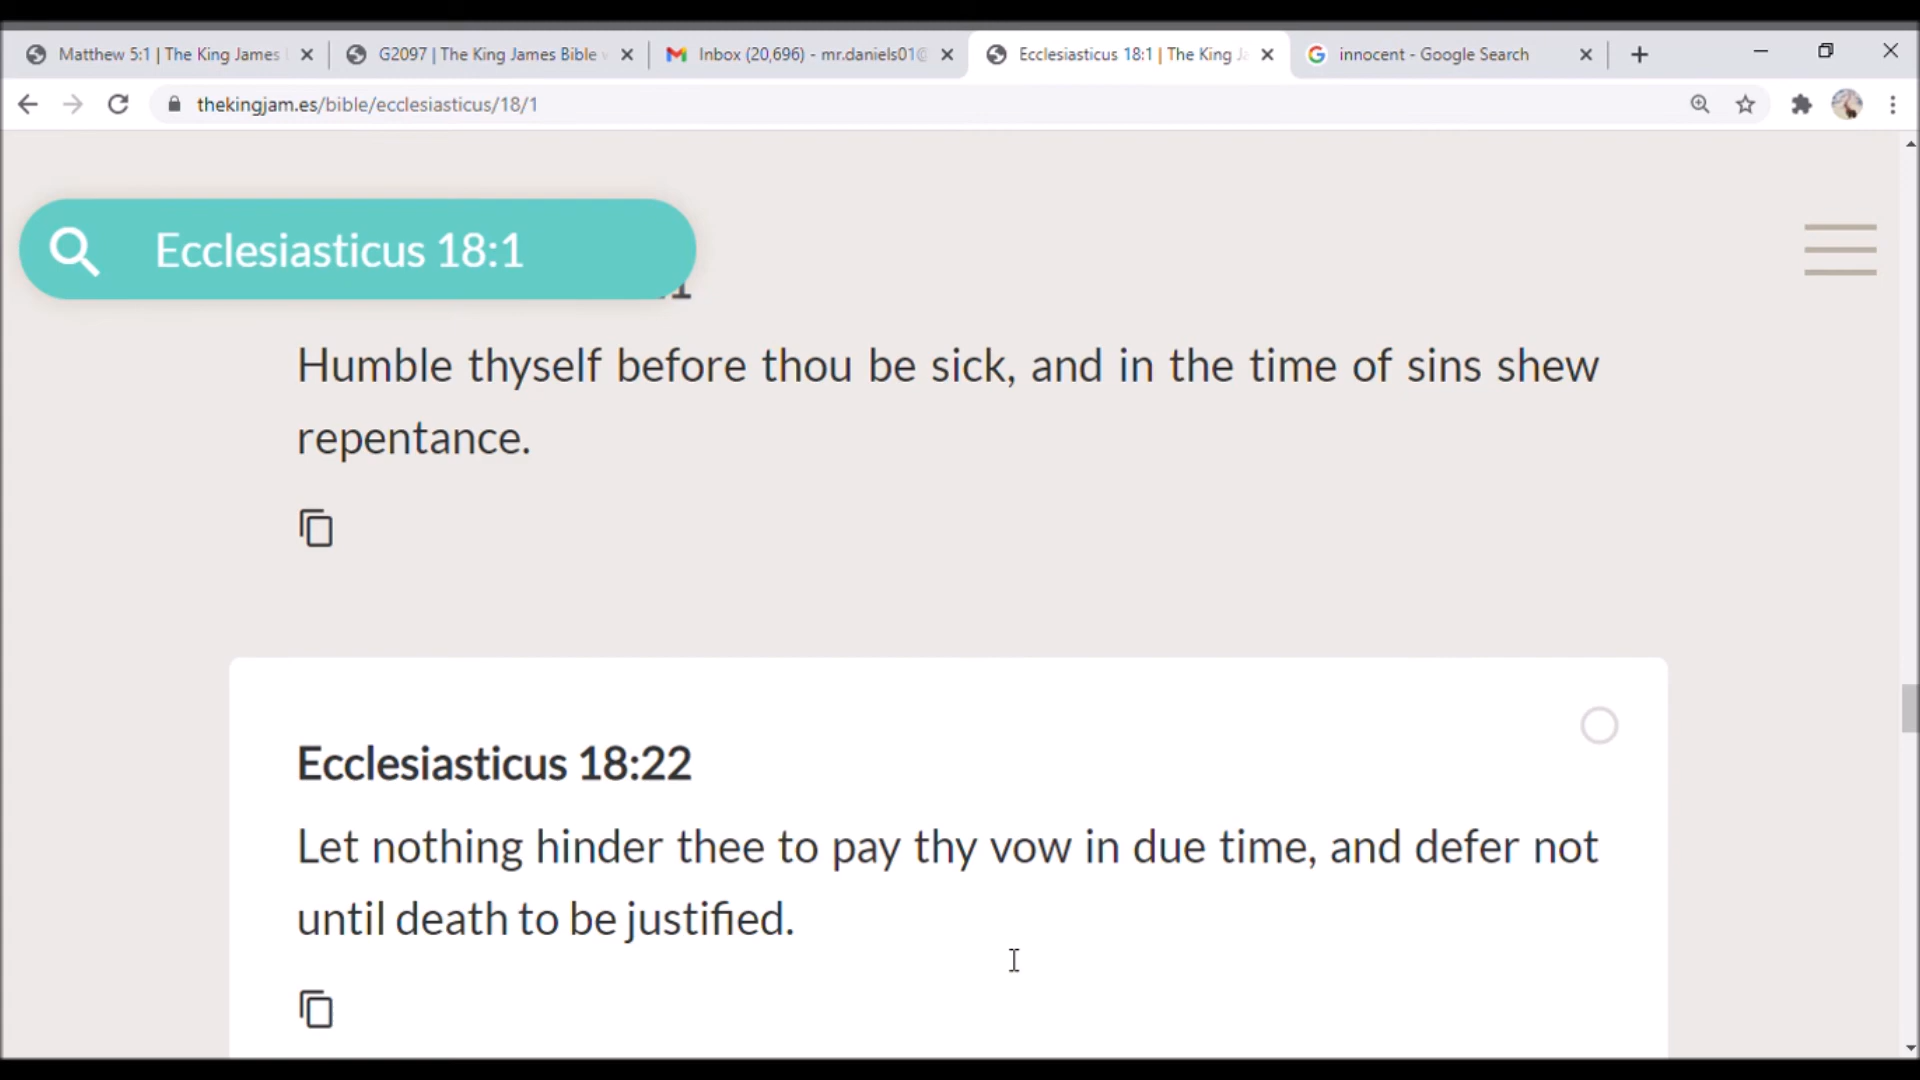 Matthew 5:1 | The King James
G2097 | The King James Bible
Inbox (20,696) - mr.daniels01@
Ecclesiasticus 18:1 | The King Ja
innocent - Google Search
thekingjam.es/bible/ecclesiasticus/18/1
Ecclesiasticus 18:1
Humble thyself before thou be sick, and in the time of sins shew
repentance.
Ecclesiasticus 18:22
Let nothing hinder thee to pay thy vow in due time, and defer not
until death to be justified.